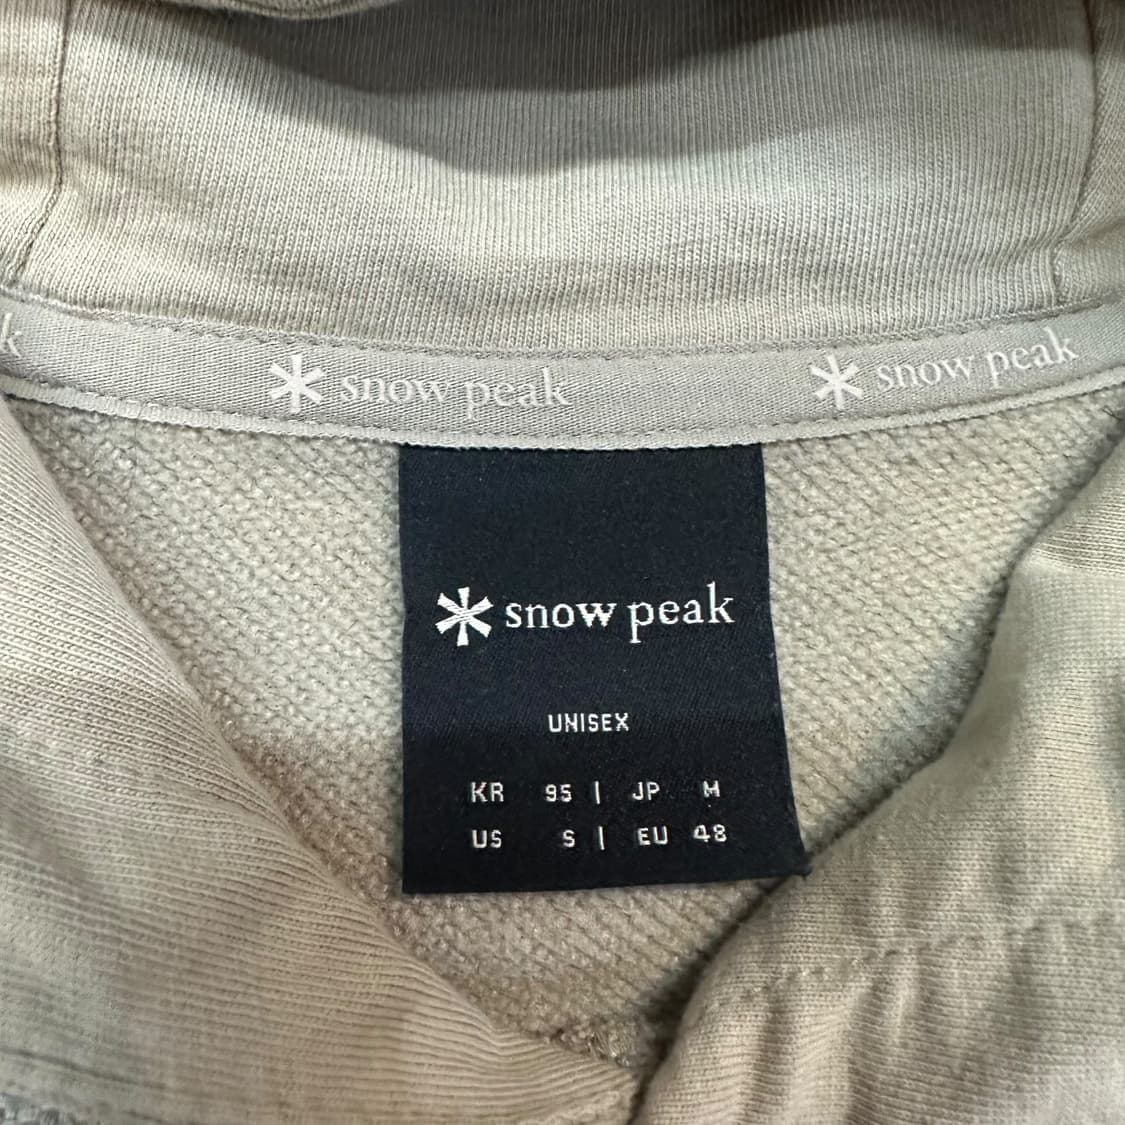 k
snow peak snow peak
snow peak
UNISEX
KR 95 | JP M
US S | EU 48